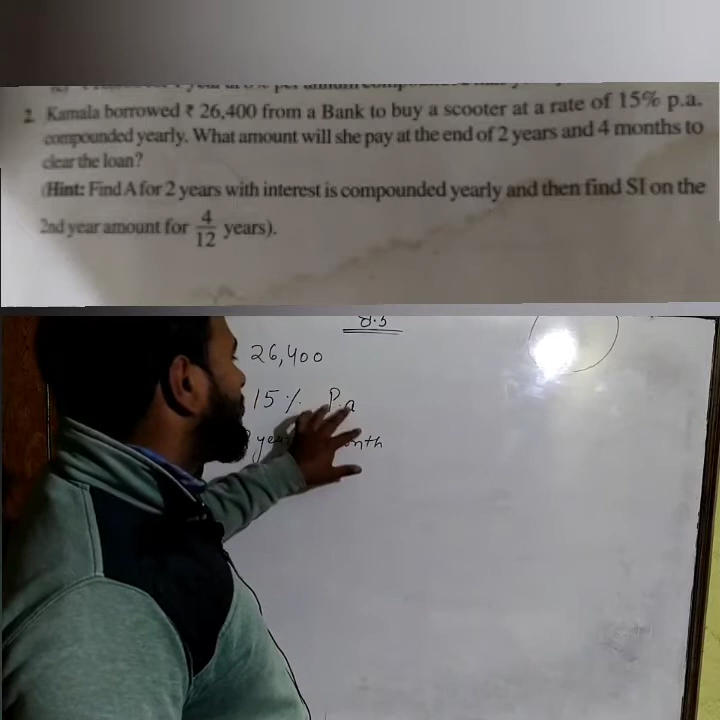 2. Kamala borrowed ₹ 26,400 from a Bank to buy a scooter at a rate of 15% p.a.
compounded yearly. What amount will she pay at the end of 2 years and 4 months to
clear the loan?
(Hint: Find A for 2 years with interest is compounded yearly and then find SI on the
2nd year amount for 4/12 years).
8.3
26,400
15% P.a